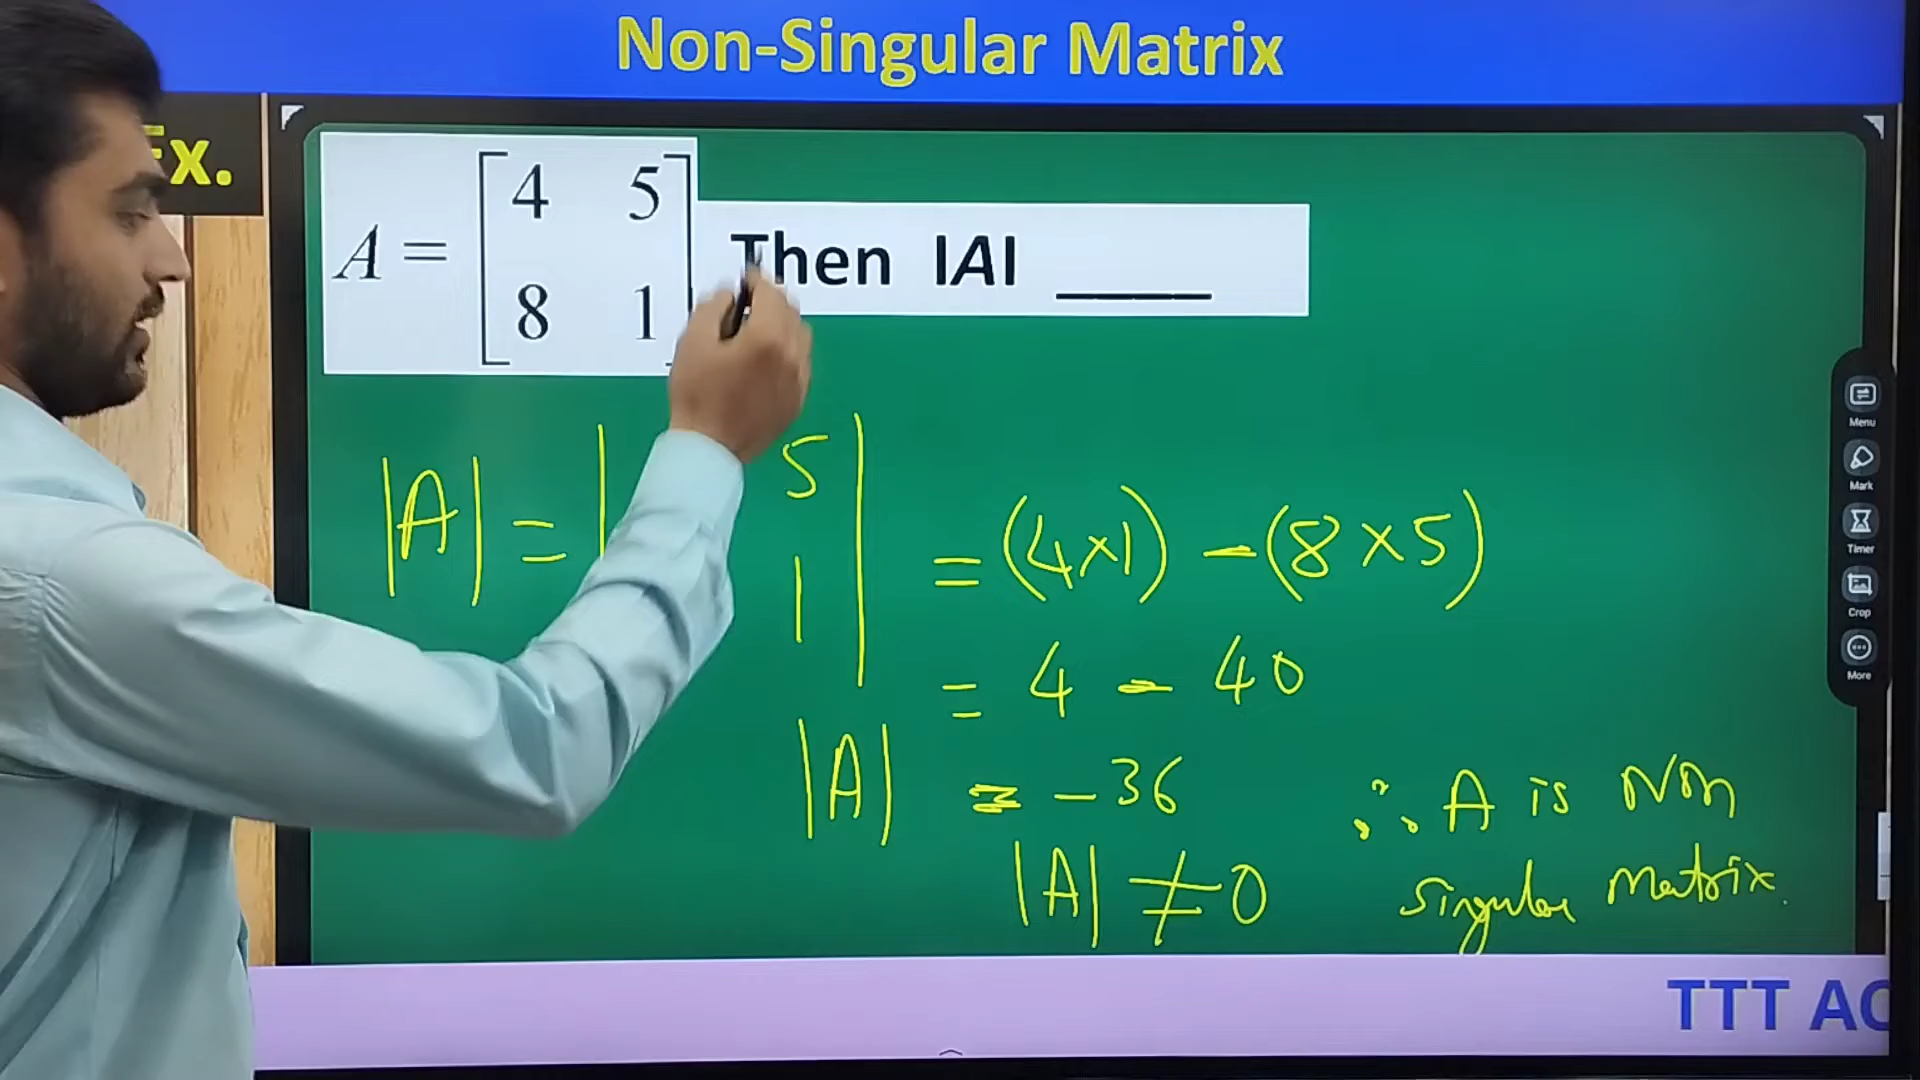 Non-Singular Matrix
Ex.
A = [4 5
8 1] Then IAI ____
|A| = | 5
1 | = (4×1) - (8×5)
= 4 - 40
|A| = -36
|A| ≠ 0
∴ A is Non
singular matrix.
Menu
Mark
Timer
Crop
More
TTT AC